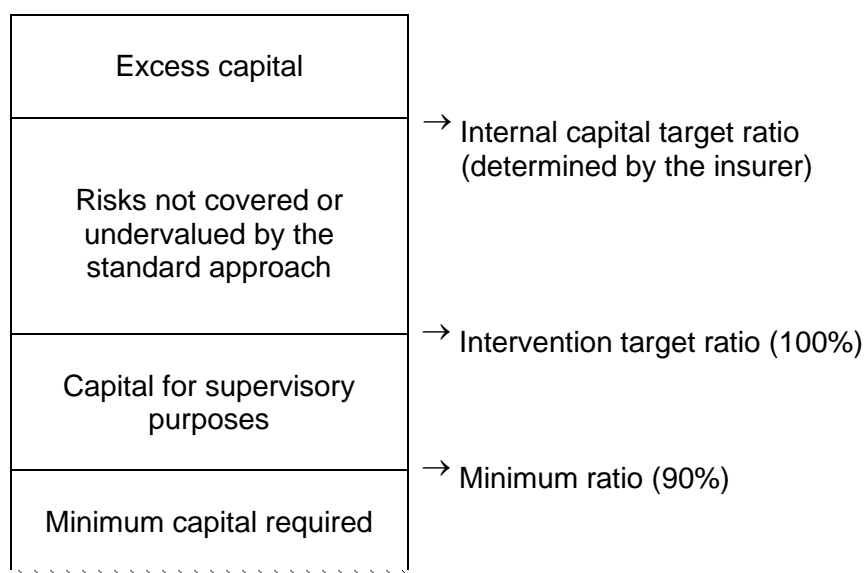 Excess capital
→ Internal capital target ratio
(determined by the insurer)
Risks not covered or
undervalued by the
standard approach
→ Intervention target ratio (100%)
Capital for supervisory
purposes
→ Minimum ratio (90%)
Minimum capital required